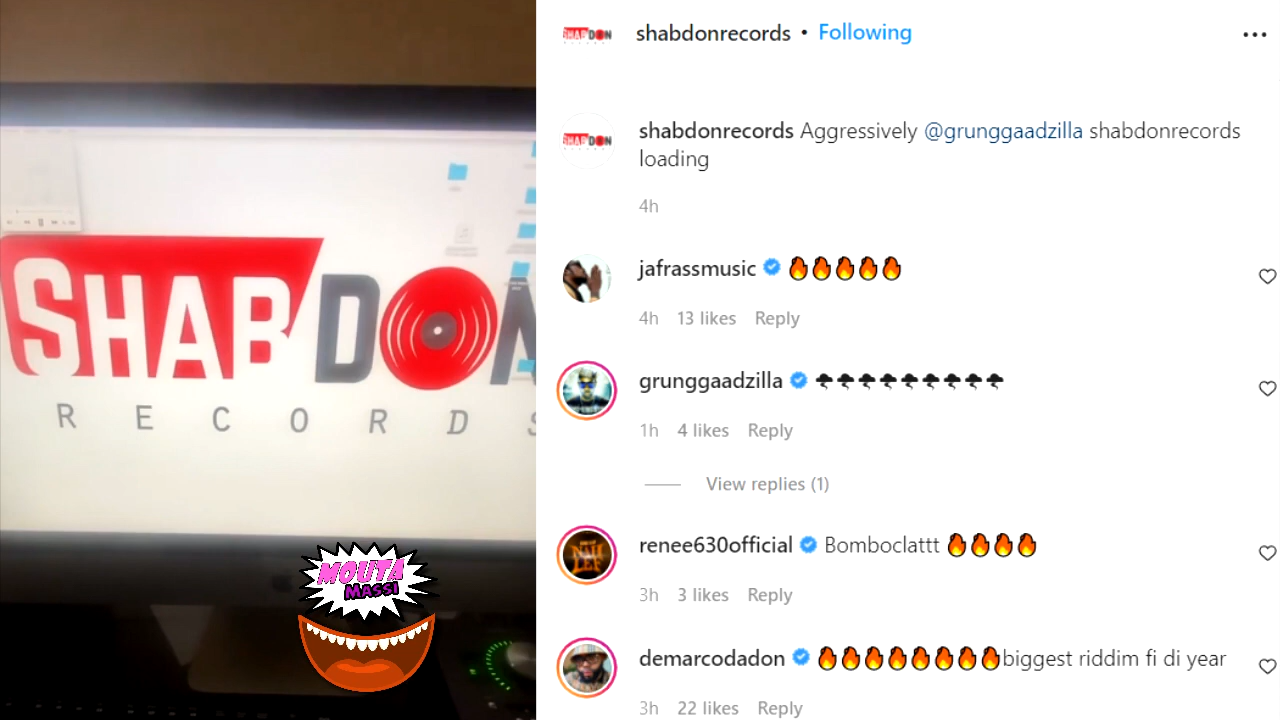 SHAB DON
RECORDS
MOUTA
MASSI
shabdonrecords • Following
shabdonrecords Aggressively @grunggaadzilla shabdonrecords
loading
4h
jafrassmusic 🔥🔥🔥🔥🔥
4h 13 likes Reply
grunggaadzilla 🌪🌪🌪🌪🌪🌪🌪🌪🌪
1h 4 likes Reply
View replies (1)
renee630official Bomboclattt 🔥🔥🔥🔥
3h 3 likes Reply
demarcodadon 🔥🔥🔥🔥🔥🔥🔥🔥biggest riddim fi di year
3h 22 likes Reply